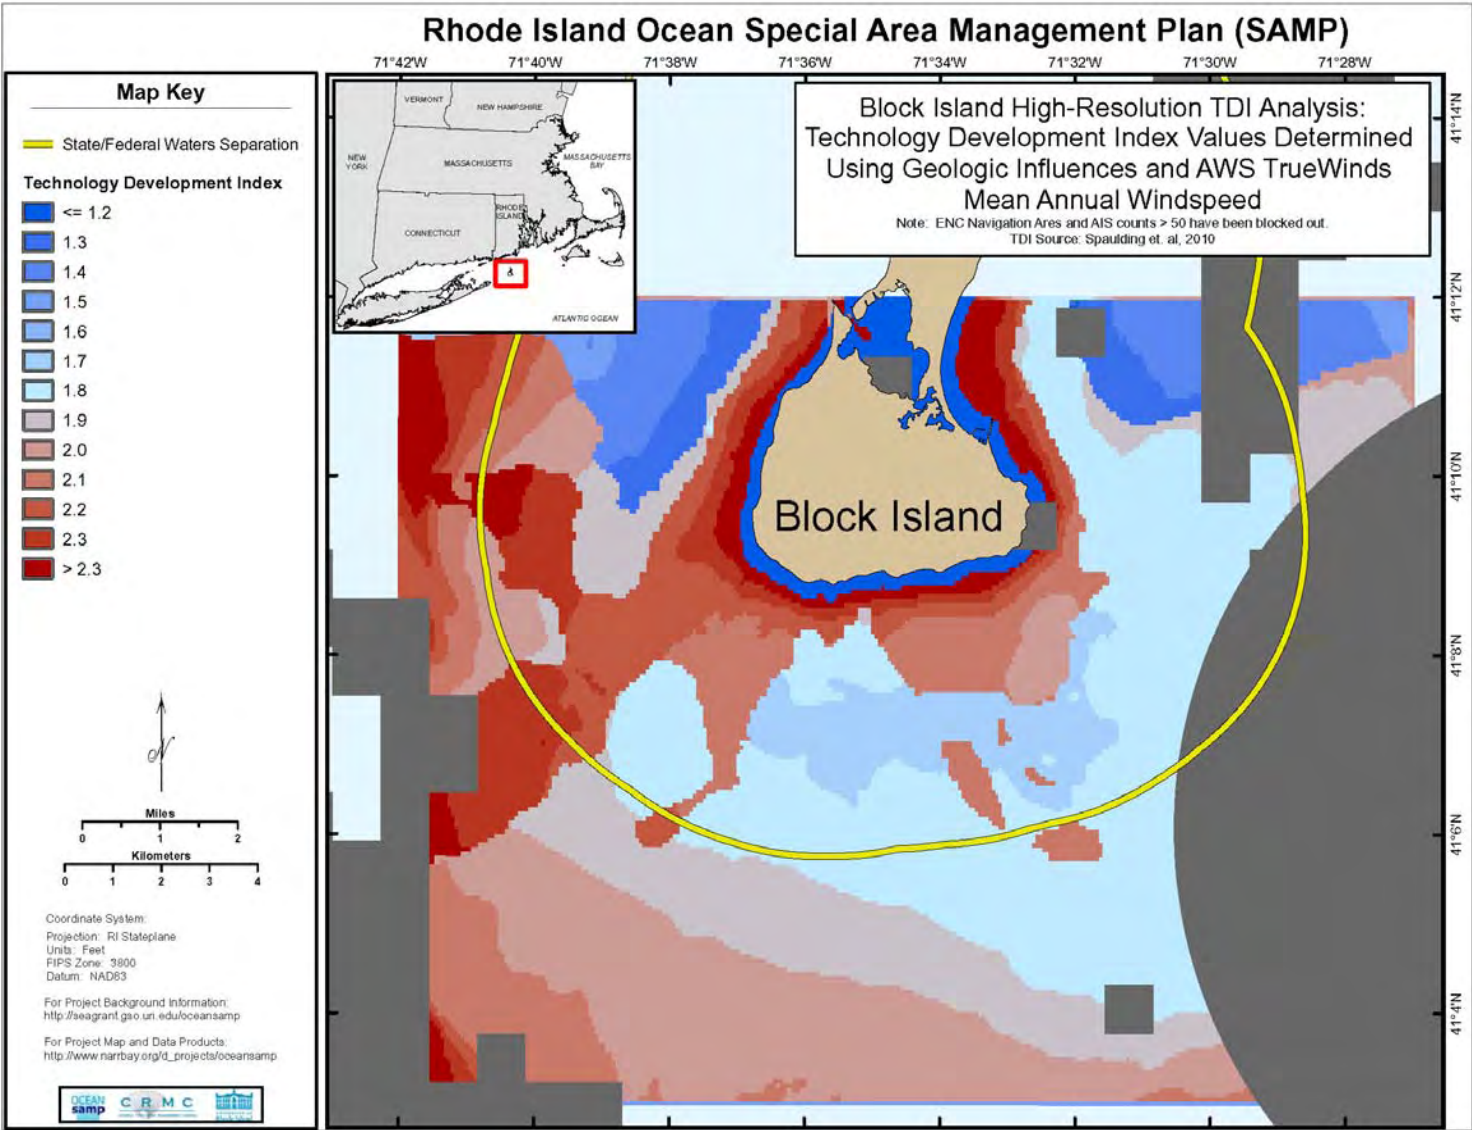 Rhode Island Ocean Special Area Management Plan (SAMP)
71°42'W 71°40'W 71°38'W 71°36'W 71°34'W 71°32'W 71°30'W 71°28'W
Map Key
State/Federal Waters Separation
Technology Development Index
<= 1.2
1.3
1.4
1.5
1.6
1.7
1.8
1.9
2.0
2.1
2.2
2.3
> 2.3
N
Miles
0 1 2
Kilometers
0 1 2 3 4
Coordinate System:
Projection: RI Stateplane
Units: Feet
FIPS Zone: 3800
Datum: NAD83
For Project Background Information:
http://seagrant.gso.uri.edu/oceansamp
For Project Map and Data Products:
http://www.narrbay.org/d_projects/oceansamp
OCEAN
samp
CRMC
VERMONT
NEW HAMPSHIRE
NEW
YORK
MASSACHUSETTS
MASSACHUSETTS
BAY
RHODE
ISLAND
CONNECTICUT
ATLANTIC OCEAN
Block Island High-Resolution TDI Analysis:
Technology Development Index Values Determined
Using Geologic Influences and AWS TrueWinds
Mean Annual Windspeed
Note: ENC Navigation Ares and AIS counts > 50 have been blocked out.
TDI Source: Spaulding et. al, 2010
Block Island
41°14'N
41°12'N
41°10'N
41°8'N
41°6'N
41°4'N